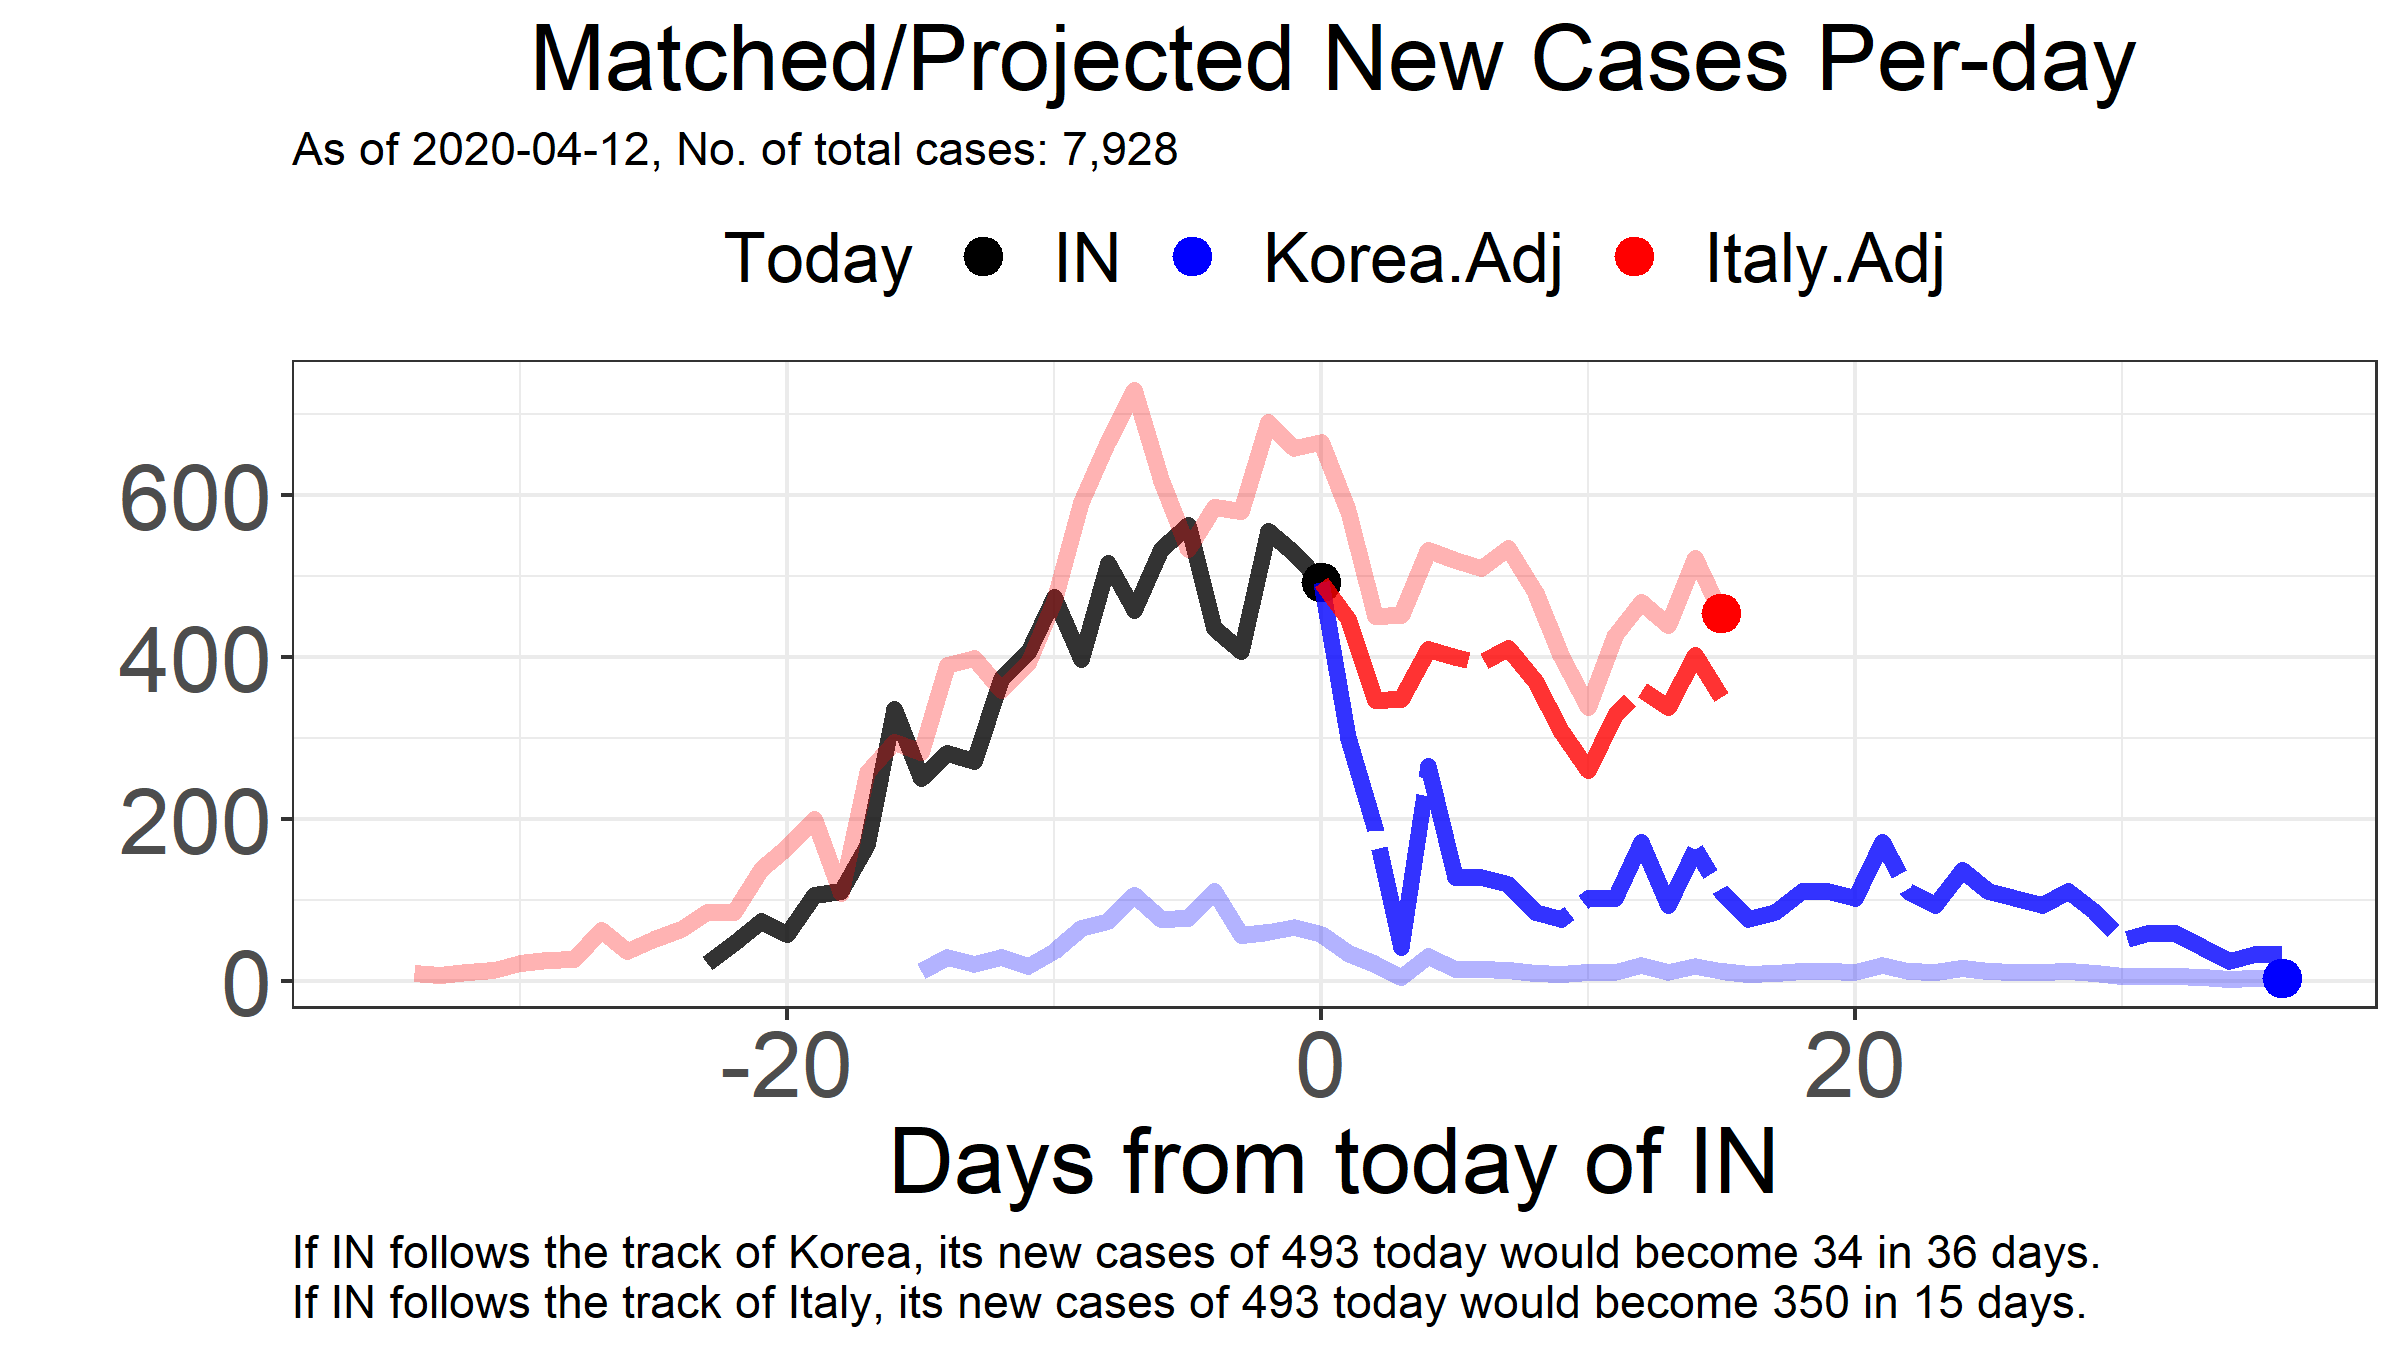 Matched/Projected New Cases Per-day
As of 2020-04-12, No. of total cases: 7,928
Today IN Korea.Adj Italy.Adj
600
400
200
0
-20 0 20
Days from today of IN
If IN follows the track of Korea, its new cases of 493 today would become 34 in 36 days.
If IN follows the track of Italy, its new cases of 493 today would become 350 in 15 days.